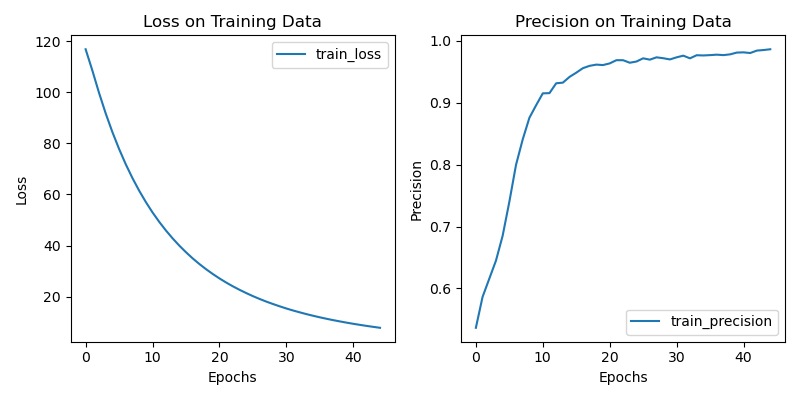 Loss on Training Data
120
100
80
60
40
20
Loss
train_loss
0 10 20 30 40
Epochs
Precision on Training Data
1.0
0.9
0.8
0.7
0.6
Precision
train_precision
0 10 20 30 40
Epochs